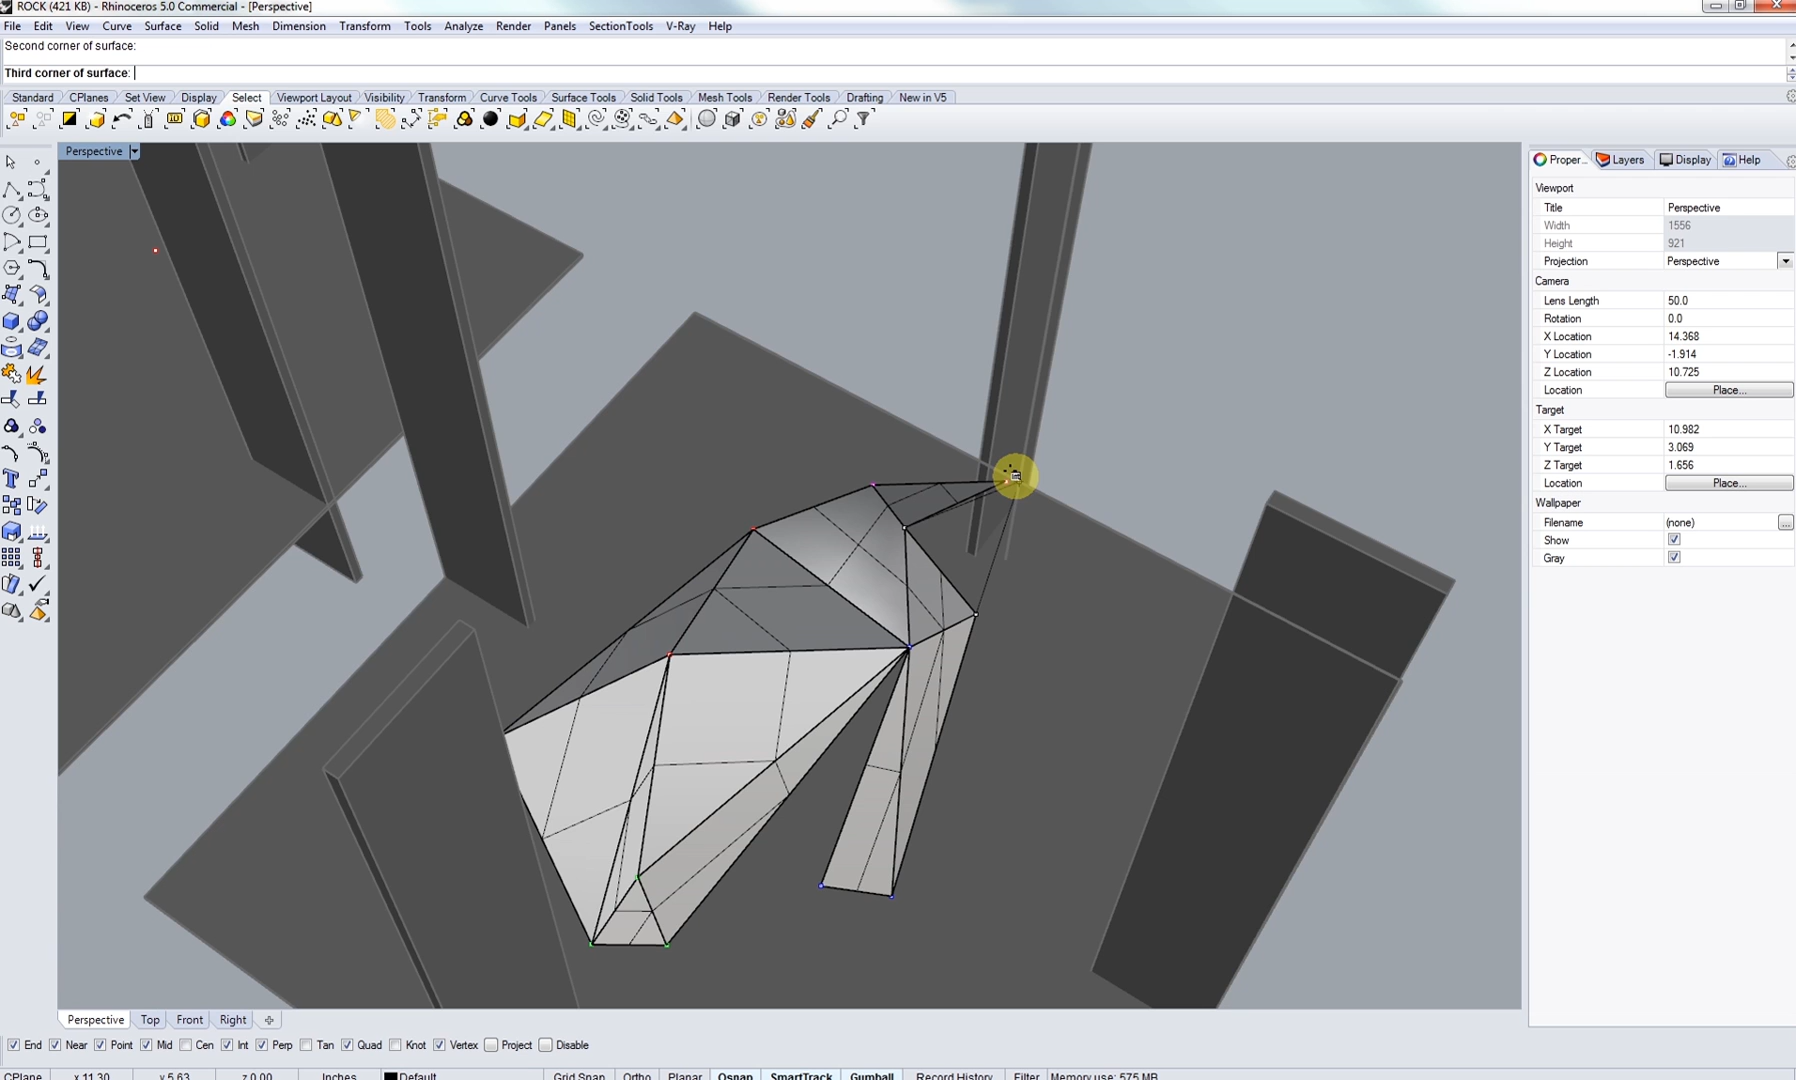 ROCK (421 KB) - Rhinoceros 5.0 Commercial - [Perspective]
File Edit View Curve Surface Solid Mesh Dimension Transform Tools Analyze Render Panels SectionTools V-Ray Help
Second corner of surface:
Third corner of surface:
Standard CPlanes Set View Display Select Viewport Layout Visibility Transform Curve Tools Surface Tools Solid Tools Mesh Tools Render Tools Drafting New in V5
Perspective
Proper... Layers Display Help
Viewport
Title Perspective
Width 1556
Height 921
Projection Perspective
Camera
Lens Length 50.0
Rotation 0.0
X Location 14.368
Y Location -1.914
Z Location 10.725
Location Place...
Target
X Target 10.982
Y Target 3.069
Z Target 1.656
Location Place...
Wallpaper
Filename (none) ...
Show
Gray
Perspective Top Front Right
End Near Point Mid Cen Int Perp Tan Quad Knot Vertex Project Disable
CPlane x 11.30 y 5.63 z 0.00 Inches Default Grid Snap Ortho Planar Osnap SmartTrack Gumball Record History Filter Memory use: 575 MB